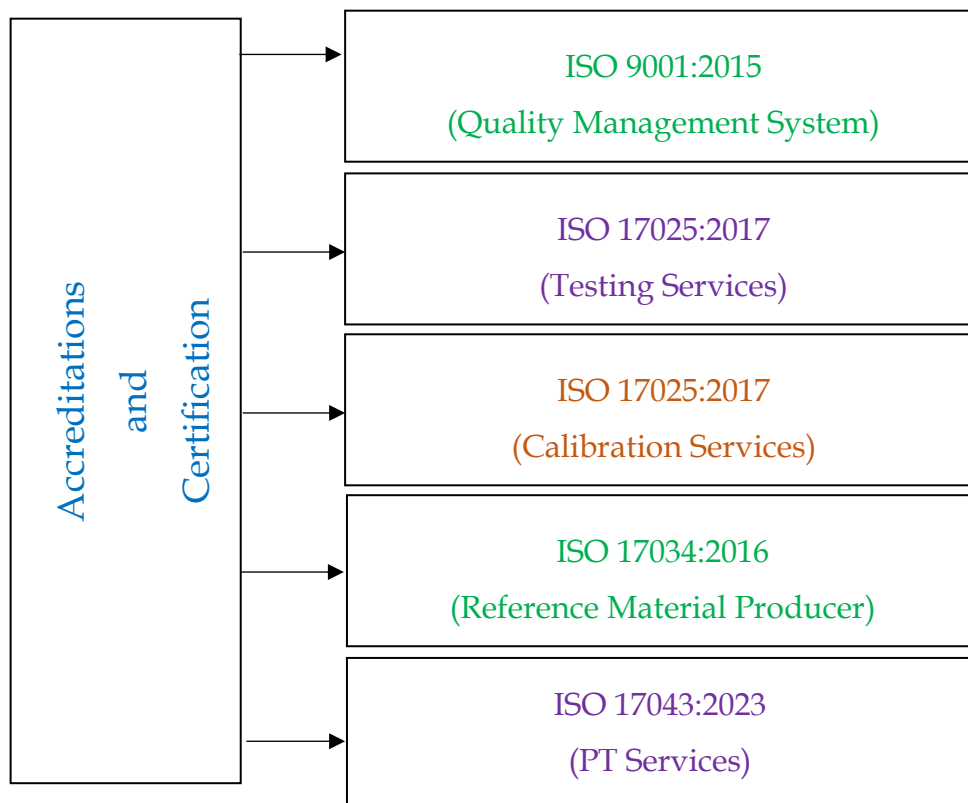 Accreditations
and
Certification
ISO 9001:2015
(Quality Management System)
ISO 17025:2017
(Testing Services)
ISO 17025:2017
(Calibration Services)
ISO 17034:2016
(Reference Material Producer)
ISO 17043:2023
(PT Services)